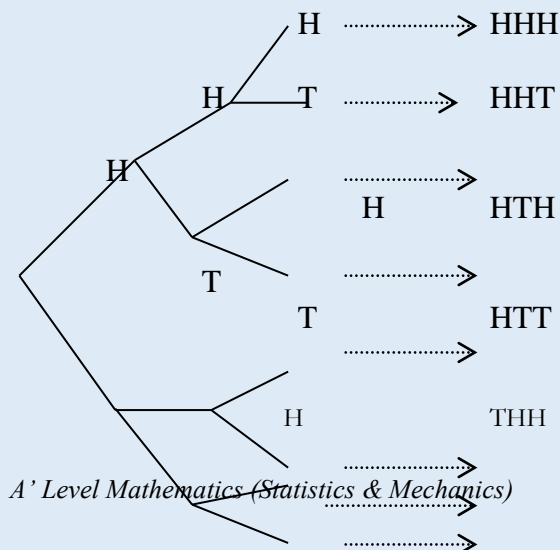 H HHH
H T HHT
H
H HTH
T
T HTT
H THH
A’ Level Mathematics (Statistics & Mechanics)